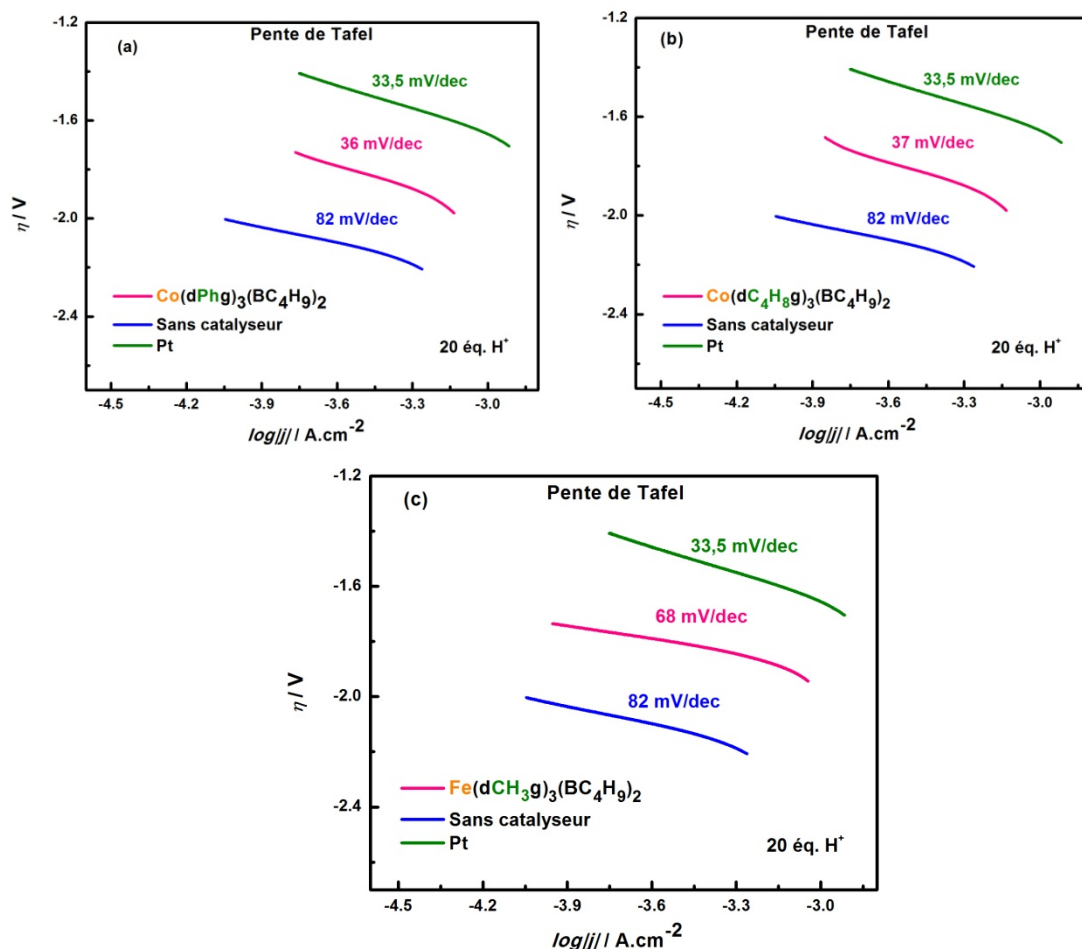 (a)
Pente de Tafel
-1.2
33,5 mV/dec
-1.6
36 mV/dec
η / V
-2.0
82 mV/dec
Co(dPhg)₃(BC₄H₉)₂
-2.4
Sans catalyseur
Pt
20 éq. H⁺
-4.5 -4.2 -3.9 -3.6 -3.3 -3.0
log|j| / A.cm⁻²
(b)
Pente de Tafel
-1.2
33,5 mV/dec
-1.6
37 mV/dec
η / V
-2.0
82 mV/dec
Co(dC₄H₈g)₃(BC₄H₉)₂
-2.4
Sans catalyseur
Pt
20 éq. H⁺
-4.5 -4.2 -3.9 -3.6 -3.3 -3.0
log|j| / A.cm⁻²
-1.2
(c)
Pente de Tafel
33,5 mV/dec
-1.6
68 mV/dec
η / V
-2.0
82 mV/dec
-2.4
Fe(dCH₃g)₃(BC₄H₉)₂
Sans catalyseur
Pt
20 éq. H⁺
-4.5 -4.2 -3.9 -3.6 -3.3 -3.0
log|j| / A.cm⁻²